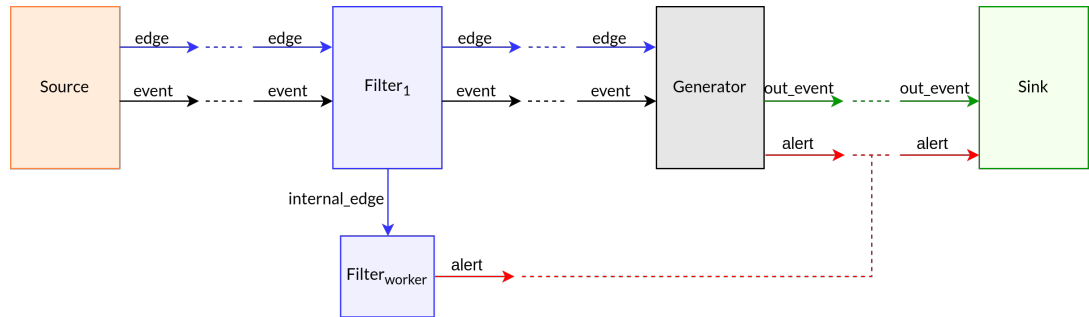 edge
edge
edge
edge
Source
event
event
Filter1
event
event
Generator
out_event
out_event
Sink
alert
alert
internal_edge
Filterworker
alert